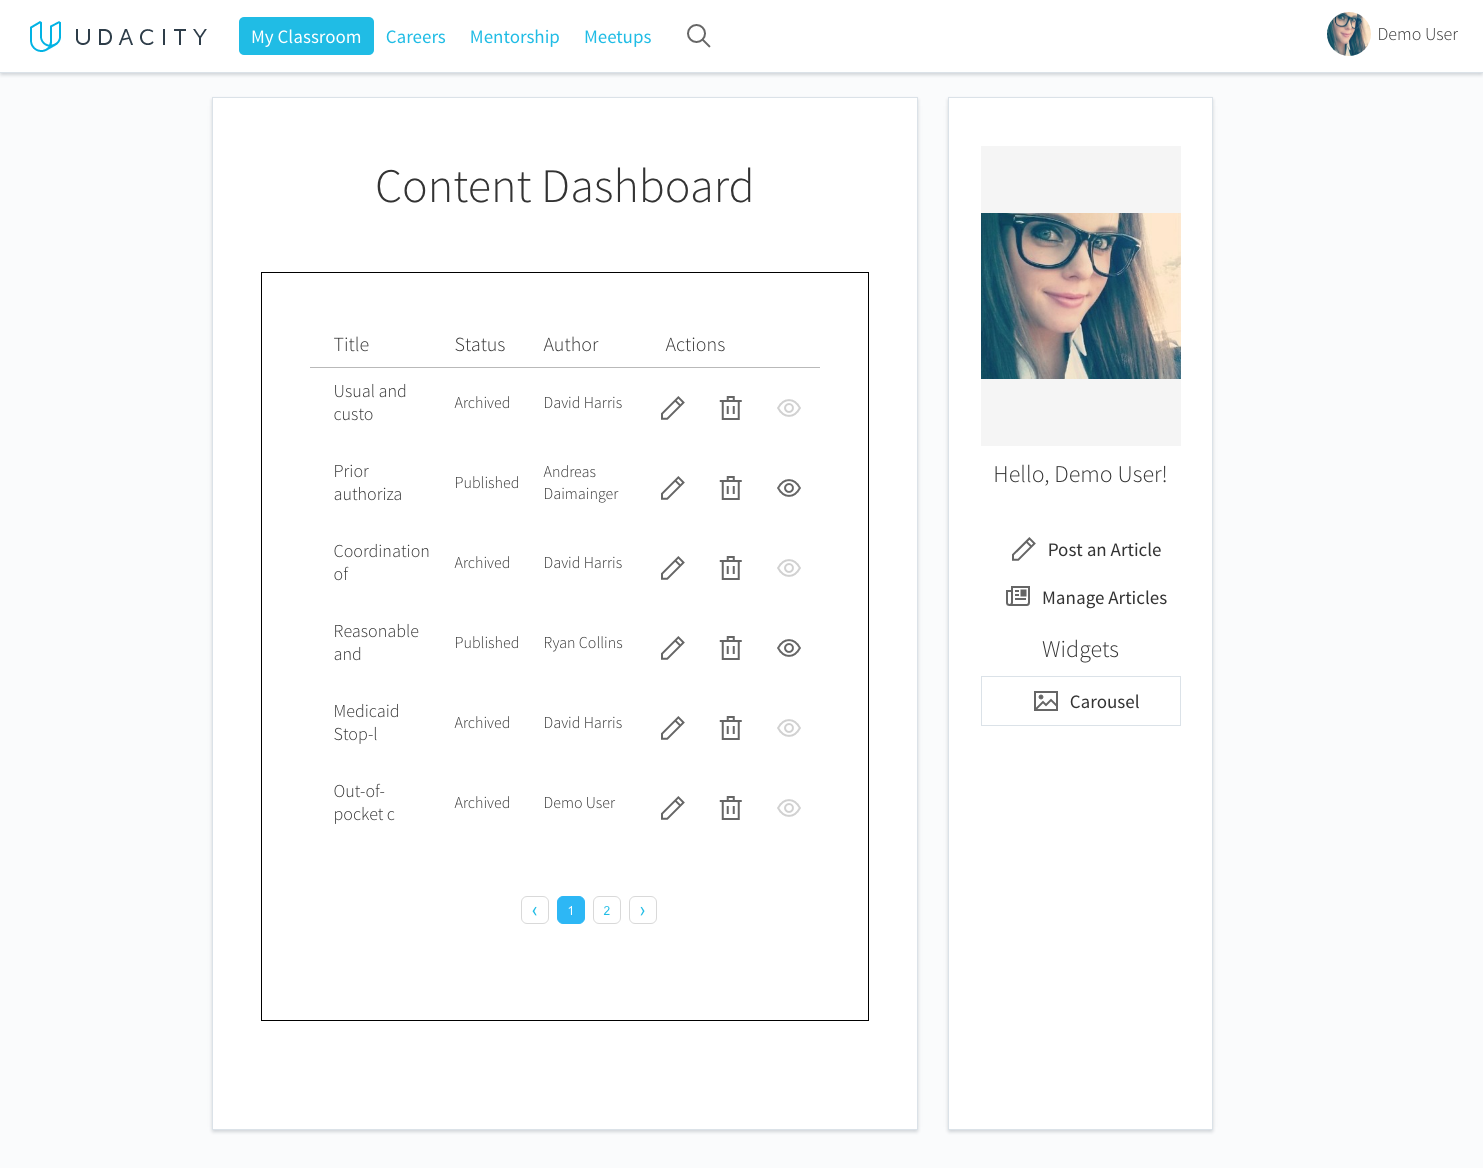 UDACITY My Classroom Careers Mentorship Meetups Demo User
Content Dashboard
Title Status Author Actions
Usual and
custo
Archived
David Harris
Prior
authoriza
Published
Andreas
Daimainger
Coordination
of
Archived
David Harris
Reasonable
and
Published
Ryan Collins
Medicaid
Stop-l
Archived
David Harris
Out-of-
pocket c
Archived
Demo User
‹ 1 2 ›
Hello, Demo User!
Post an Article
Manage Articles
Widgets
Carousel